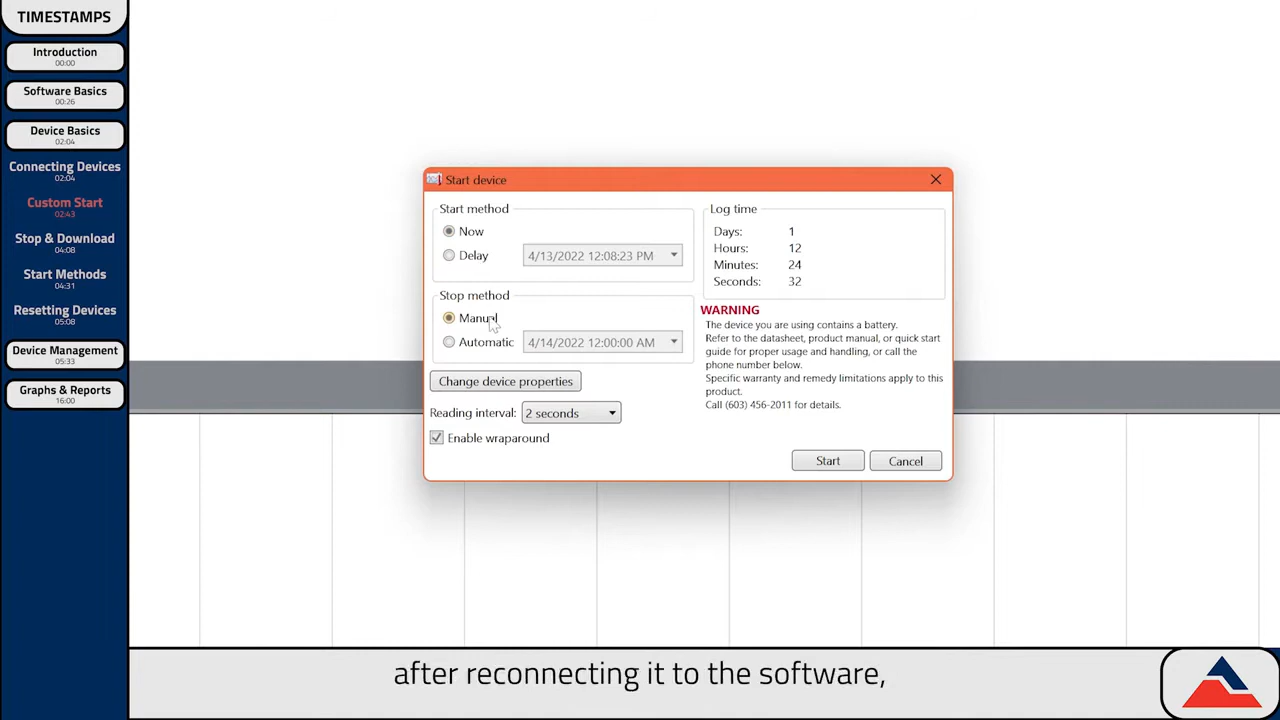 TIMESTAMPS
Introduction
00:00
Software Basics
00:26
Device Basics
02:04
Connecting Devices
02:04
Custom Start
02:43
Stop & Download
04:08
Start Methods
04:31
Resetting Devices
05:08
Device Management
05:33
Graphs & Reports
16:00
Start device
Start method
Now
Delay
4/13/2022 12:08:23 PM
Stop method
Manual
Automatic
4/14/2022 12:00:00 AM
Change device properties
Reading interval: 2 seconds
Enable wraparound
Log time
Days: 1
Hours: 12
Minutes: 24
Seconds: 32
WARNING
The device you are using contains a battery.
Refer to the datasheet, product manual, or quick start
guide for proper usage and handling, or call the
phone number below.
Specific warranty and remedy limitations apply to this
product.
Call (603) 456-2011 for details.
Start
Cancel
after reconnecting it to the software,